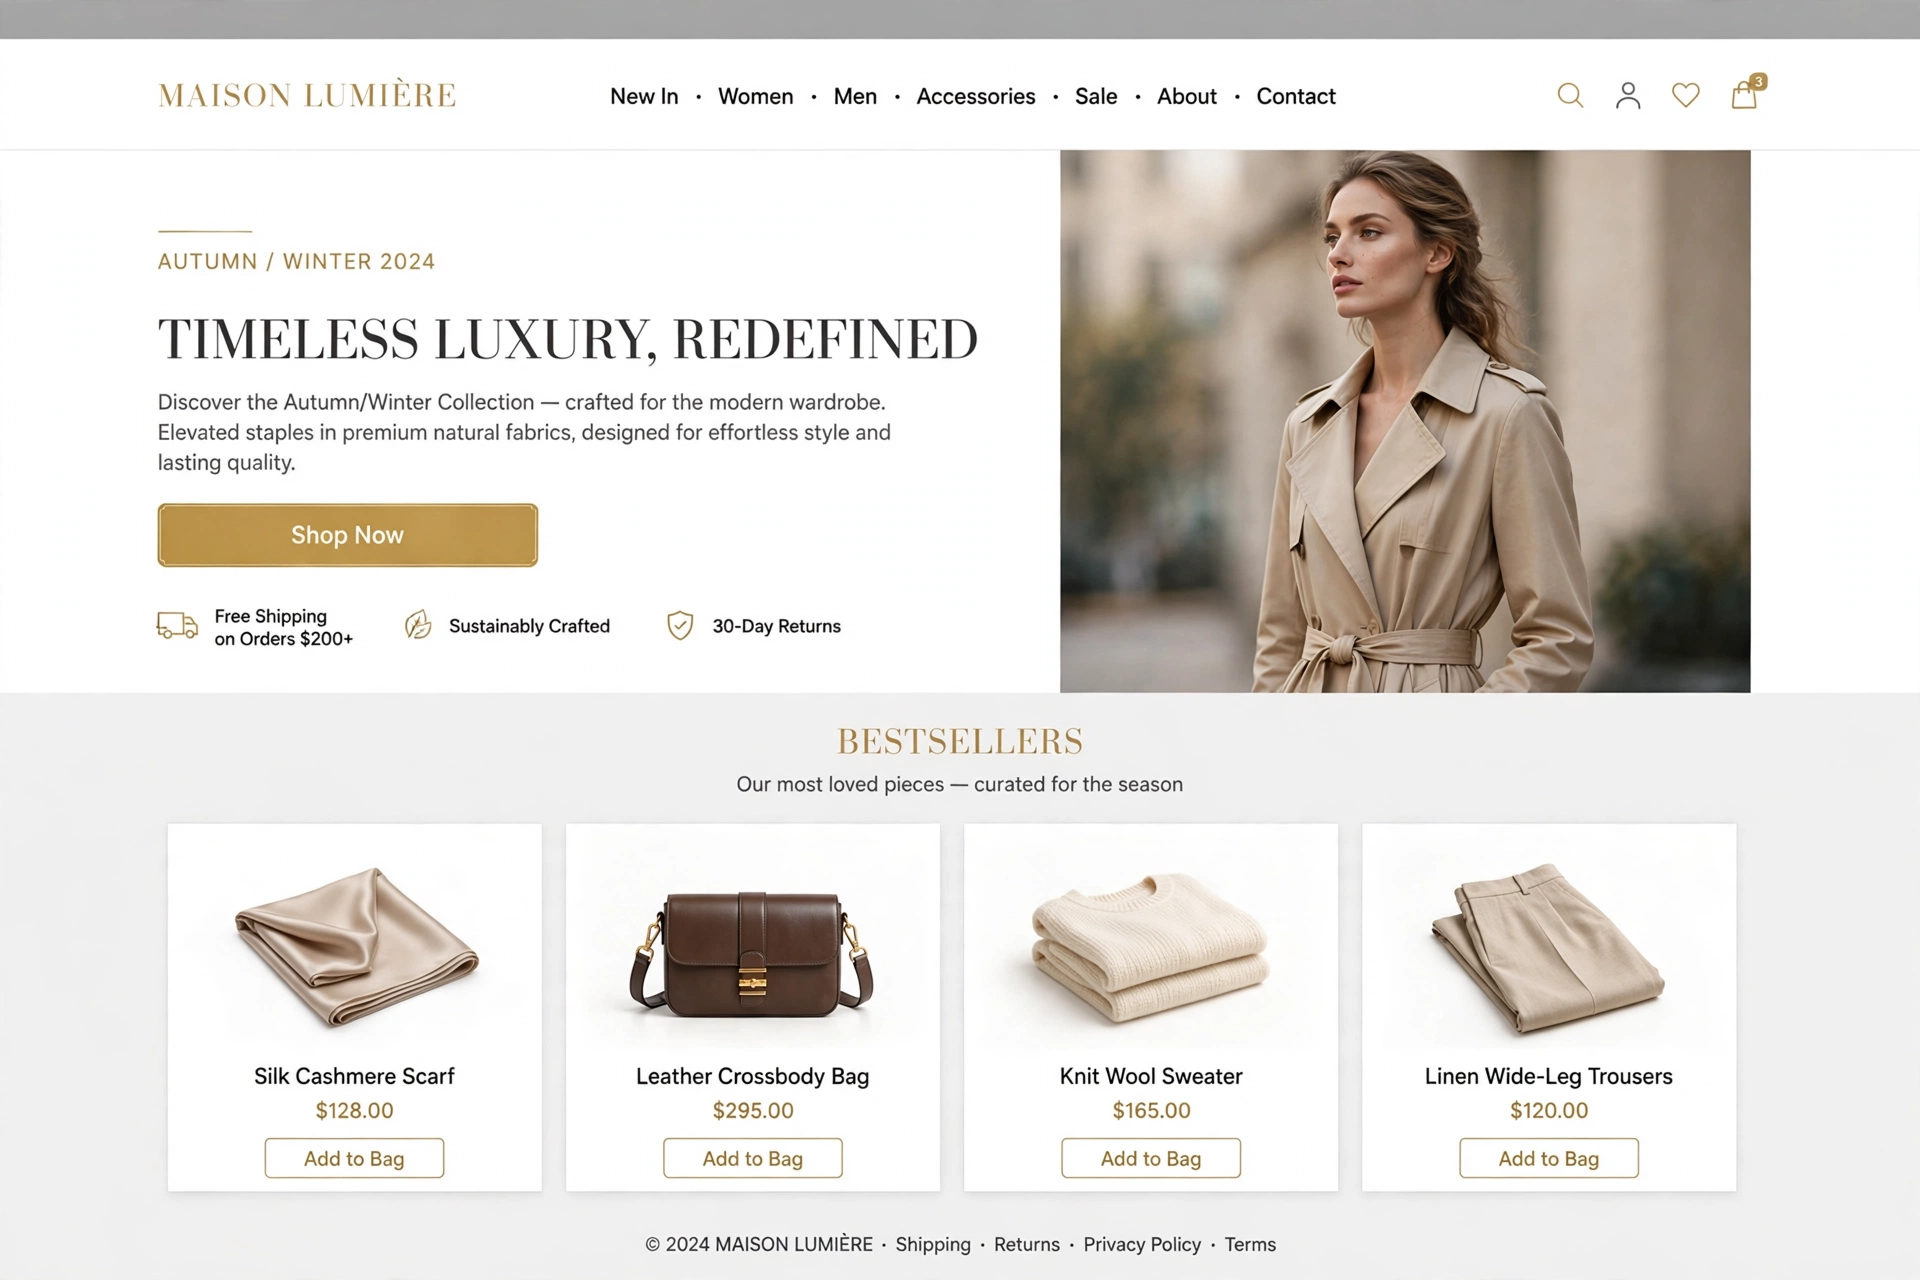 MAISON LUMIÈRE
New In • Women • Men • Accessories • Sale • About • Contact
3
AUTUMN / WINTER 2024
TIMELESS LUXURY, REDEFINED
Discover the Autumn/Winter Collection — crafted for the modern wardrobe.
Elevated staples in premium natural fabrics, designed for effortless style and
lasting quality.
Shop Now
Free Shipping
on Orders $200+
Sustainably Crafted
30-Day Returns
BESTSELLERS
Our most loved pieces — curated for the season
Silk Cashmere Scarf
$128.00
Add to Bag
Leather Crossbody Bag
$295.00
Add to Bag
Knit Wool Sweater
$165.00
Add to Bag
Linen Wide-Leg Trousers
$120.00
Add to Bag
© 2024 MAISON LUMIÈRE · Shipping · Returns · Privacy Policy · Terms